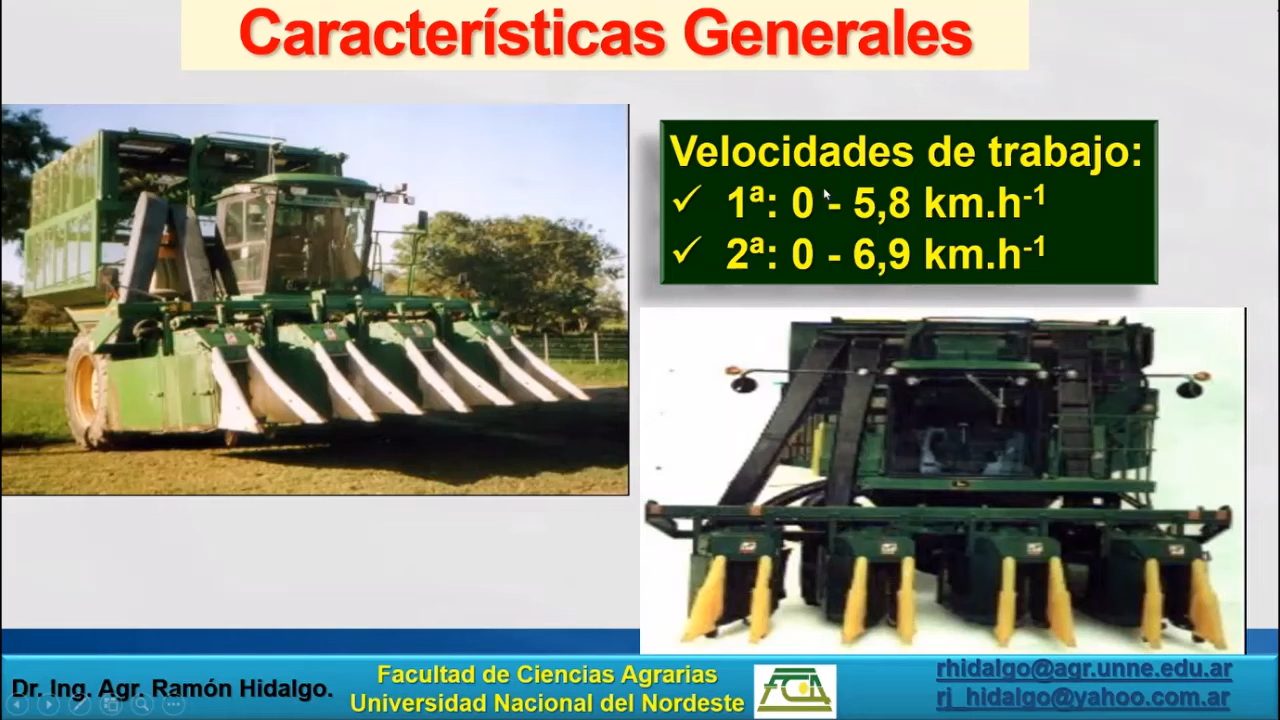 Características Generales
Velocidades de trabajo:
✓ 1ª: 0 - 5,8 km.h-1
✓ 2ª: 0 - 6,9 km.h-1
Dr. Ing. Agr. Ramón Hidalgo.
Facultad de Ciencias Agrarias
Universidad Nacional del Nordeste
FCA
rhidalgo@agr.unne.edu.ar
rj_hidalgo@yahoo.com.ar